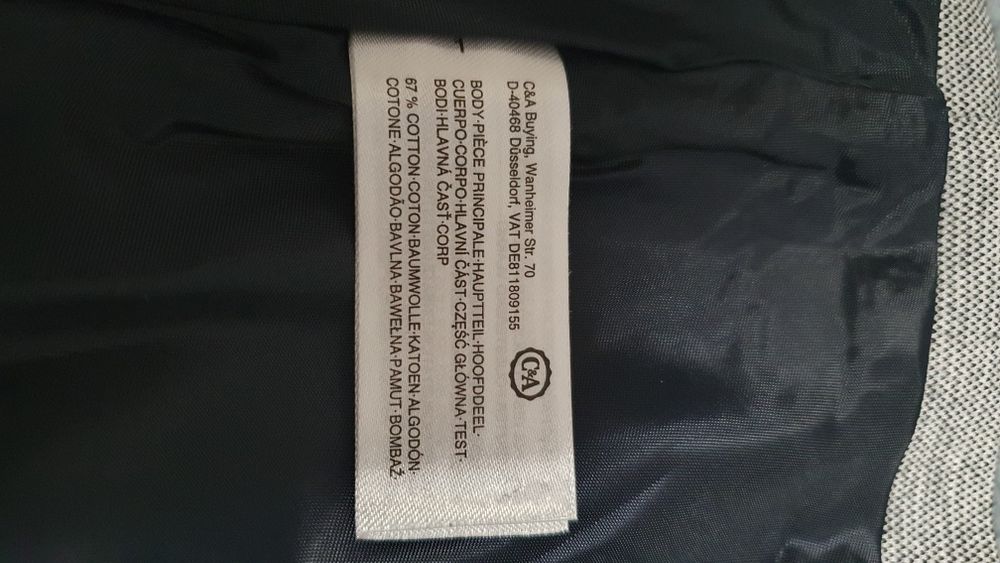 C&A Buying, Wanheimer Str. 70
D-40468 Düsseldorf, VAT DE811809155
C&A
BODY·PIÈCE PRINCIPALE·HAUPTTEIL·HOOFDDEEL·
CUERPO·CORPO·HLAVNÍ ČÁST·CZĘŚĆ GŁÓWNA·TEST·
BODI·HLAVNÁ ČASŤ·CORP
67 % COTTON·COTON·BAUMWOLLE·KATOEN·ALGODÓN·
COTONE·ALGODÃO·BAVLNA·BAWEŁNA·PAMUT·BOMBAŽ·